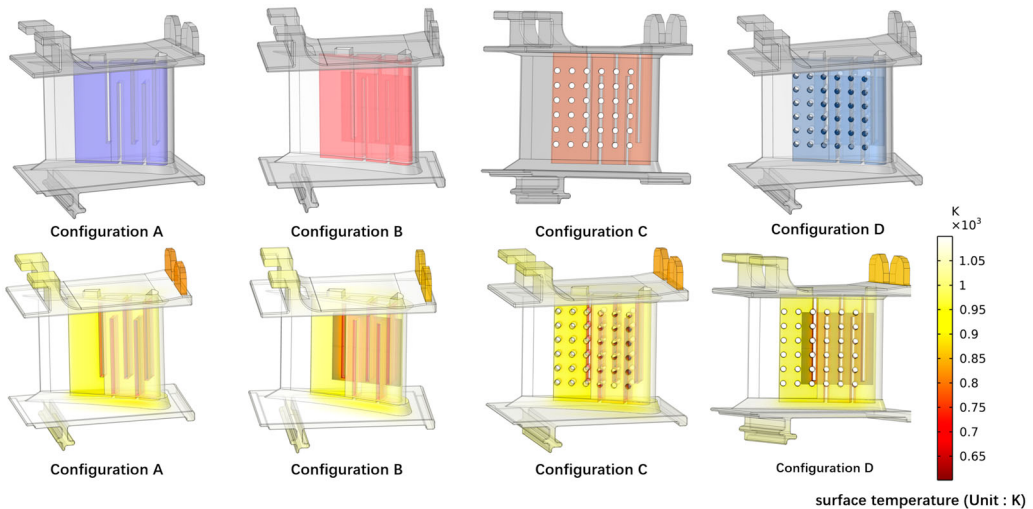 Configuration A
Configuration B
Configuration C
Configuration D
K
×10³
1.05
1
0.95
0.9
0.85
0.8
0.75
0.7
0.65
Configuration A
Configuration B
Configuration C
Configuration D
surface temperature (Unit : K)